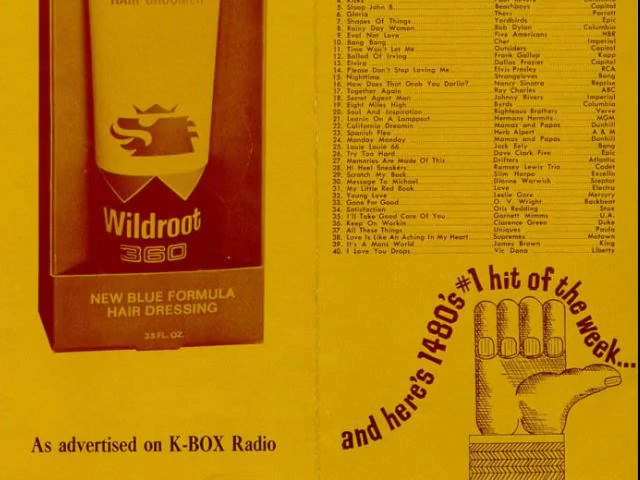 HAIR GROOMER
Wildroot
360
NEW BLUE FORMULA
HAIR DRESSING
3.5 FL. OZ.
As advertised on K-BOX Radio
4. Kicks
5. Sloop John B. Beachboys Capitol
6. Gloria Them Parrott
7. Shapes Of Things Yardbirds Epic
8. Rainy Day Women Bob Dylan Columbia
9. Evol Not Love Five Americans HBR
10. Bang Bang Cher Imperial
11. Time Won't Let Me Outsiders Capitol
12. Ballad Of Irving Frank Gallup Kapp
13. Elvira Dallas Frazier Capitol
14. Please Don't Stop Loving Me Elvis Presley RCA
15. Nighttime Strangeloves Bang
16. How Does That Grab You Darlin? Nancy Sinatra Reprise
17. Together Again Ray Charles ABC
18. Secret Agent Man Johnny Rivers Imperial
19. Eight Miles High Byrds Columbia
20. Soul And Inspiration Righteous Brothers Verve
21. Leanin On A Lamppost Hermans Hermits MGM
22. California Dreamin Mamas and Papas Dunhill
23. Spanish Flea Herb Alpert A & M
24. Monday Monday Mamas and Papas Dunhill
25. Louie Louie 66 Jack Eely Bang
26. Try Too Hard Dave Clark Five Epic
27. Memories Are Made Of This Drifters Atlantic
28. Hi Heel Sneakers Ramsey Lewis Trio Cadet
29. Scratch My Back Slim Harpo Excello
30. Message To Michael Dionne Warwick Scepter
31. My Little Red Book Love Electra
32. Young Love Lesley Gore Mercury
33. Gone For Good O. V. Wright Backbeat
34. Satisfaction Otis Redding Stax
35. I'll Take Good Care Of You Garnett Mimms U.A.
36. Keep On Workin Clarence Green Duke
37. All These Things Uniques Paula
38. Love Is Like An Aching In My Heart Supremes Motown
39. It's A Mans World James Brown King
40. I Love You Drops Vic Dana Liberty
and here's 1480's #1 hit of the week...